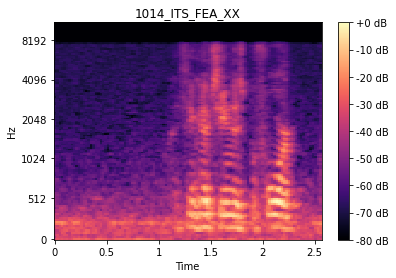 1014_ITS_FEA_XX
+0 dB
8192
-10 dB
4096
-20 dB
-30 dB
2048
-40 dB
Hz
1024
-50 dB
512
-60 dB
-70 dB
0
-80 dB
0 0.5 1 1.5 2 2.5
Time